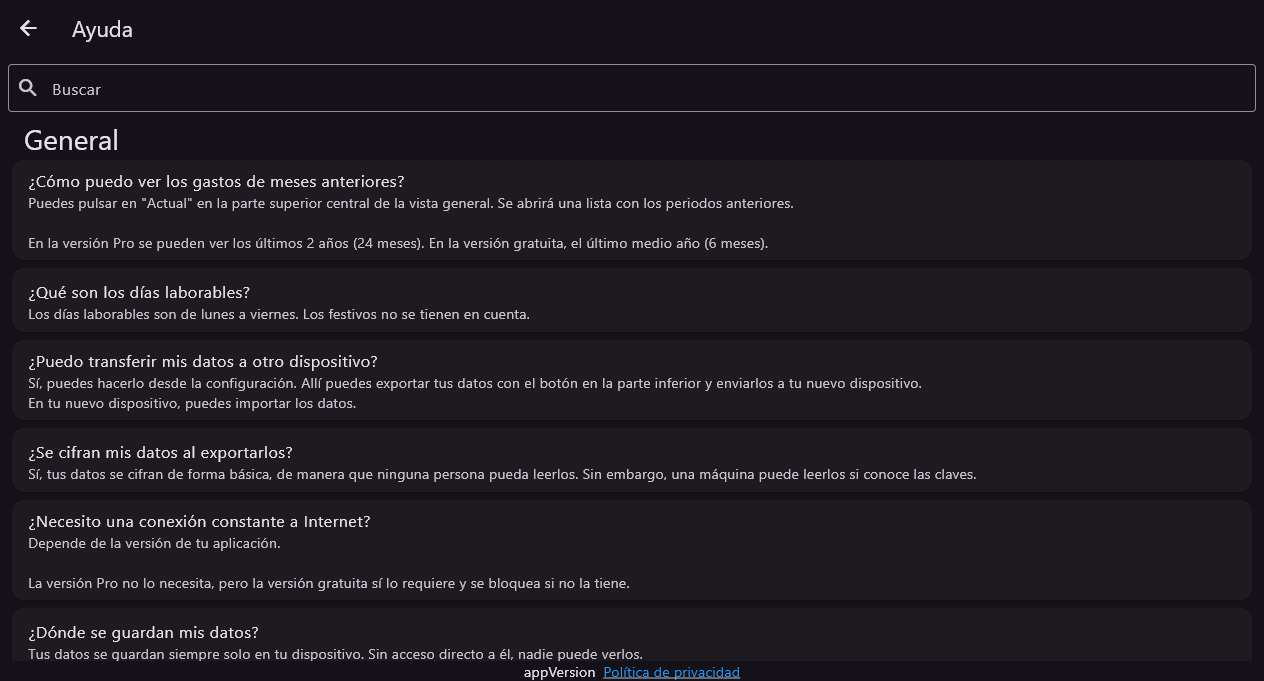 Ayuda
Buscar
General
¿Cómo puedo ver los gastos de meses anteriores?
Puedes pulsar en "Actual" en la parte superior central de la vista general. Se abrirá una lista con los periodos anteriores.
En la versión Pro se pueden ver los últimos 2 años (24 meses). En la versión gratuita, el último medio año (6 meses).
¿Qué son los días laborables?
Los días laborables son de lunes a viernes. Los festivos no se tienen en cuenta.
¿Puedo transferir mis datos a otro dispositivo?
Sí, puedes hacerlo desde la configuración. Allí puedes exportar tus datos con el botón en la parte inferior y enviarlos a tu nuevo dispositivo.
En tu nuevo dispositivo, puedes importar los datos.
¿Se cifran mis datos al exportarlos?
Sí, tus datos se cifran de forma básica, de manera que ninguna persona pueda leerlos. Sin embargo, una máquina puede leerlos si conoce las claves.
¿Necesito una conexión constante a Internet?
Depende de la versión de tu aplicación.
La versión Pro no lo necesita, pero la versión gratuita sí lo requiere y se bloquea si no la tiene.
¿Dónde se guardan mis datos?
Tus datos se guardan siempre solo en tu dispositivo. Sin acceso directo a él, nadie puede verlos.
appVersion Política de privacidad